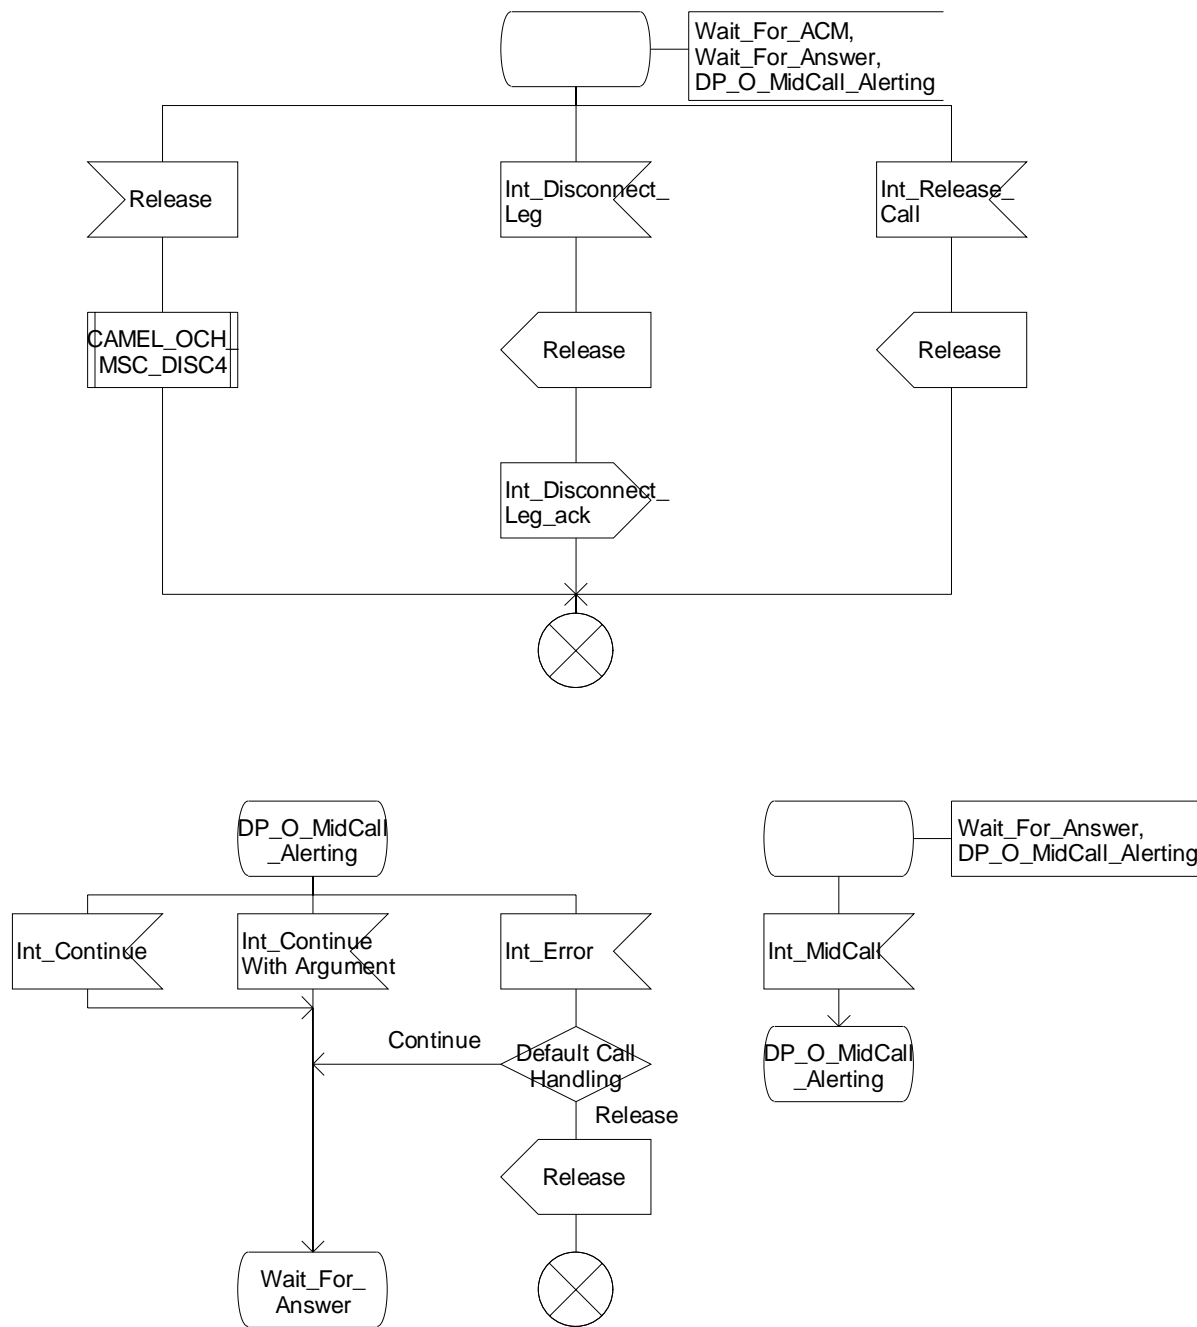 Wait_For_ACM,
Wait_For_Answer,
DP_O_MidCall_Alerting
Release
Int_Disconnect_
Leg
Int_Release_
Call
CAMEL_OCH_
MSC_DISC4
Release
Release
Int_Disconnect_
Leg_ack
DP_O_MidCall
_Alerting
Wait_For_Answer,
DP_O_MidCall_Alerting
Int_Continue
Int_Continue
With Argument
Int_Error
Int_MidCall
Continue
Default Call
Handling
DP_O_MidCall
_Alerting
Release
Release
Wait_For_
Answer